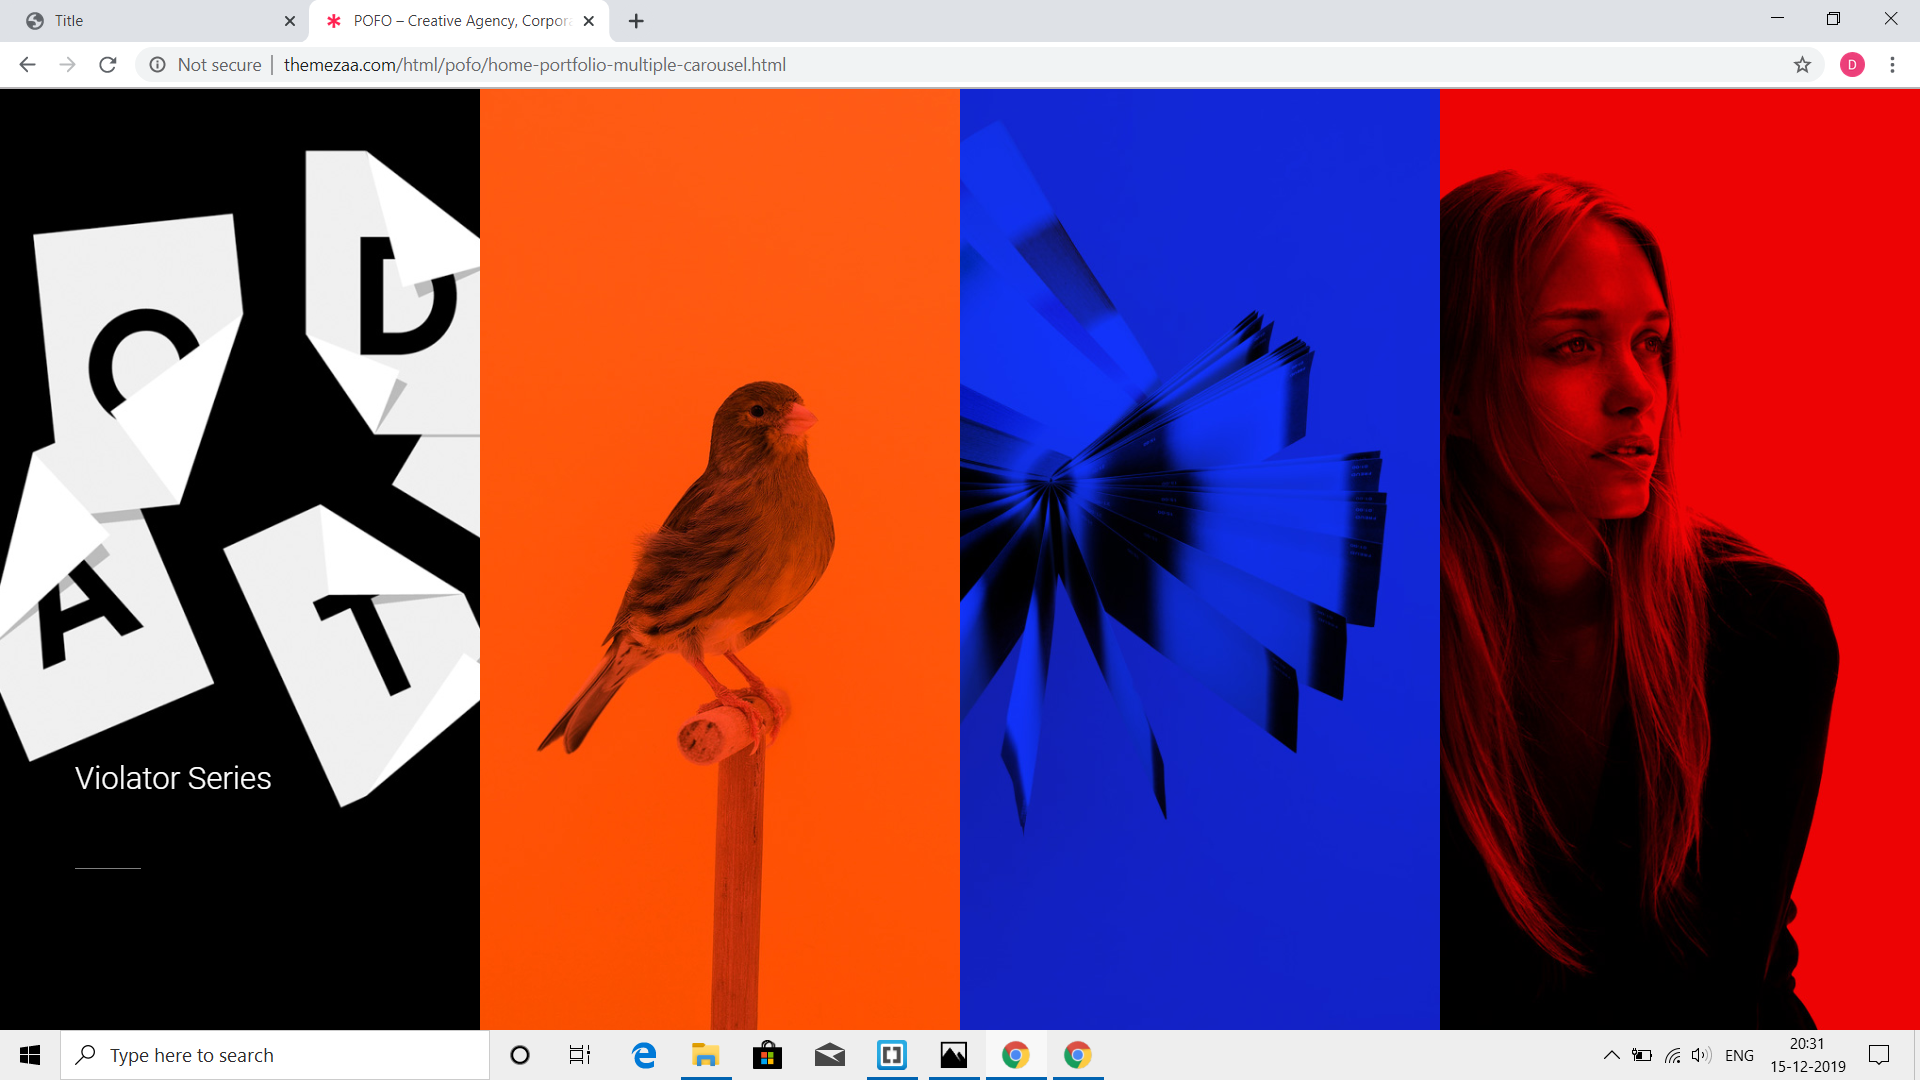 Title
POFO – Creative Agency, Corpor
Not secure | themezaa.com/html/pofo/home-portfolio-multiple-carousel.html
D
D
O
A
T
Violator Series
Type here to search
ENG
20:31
15-12-2019